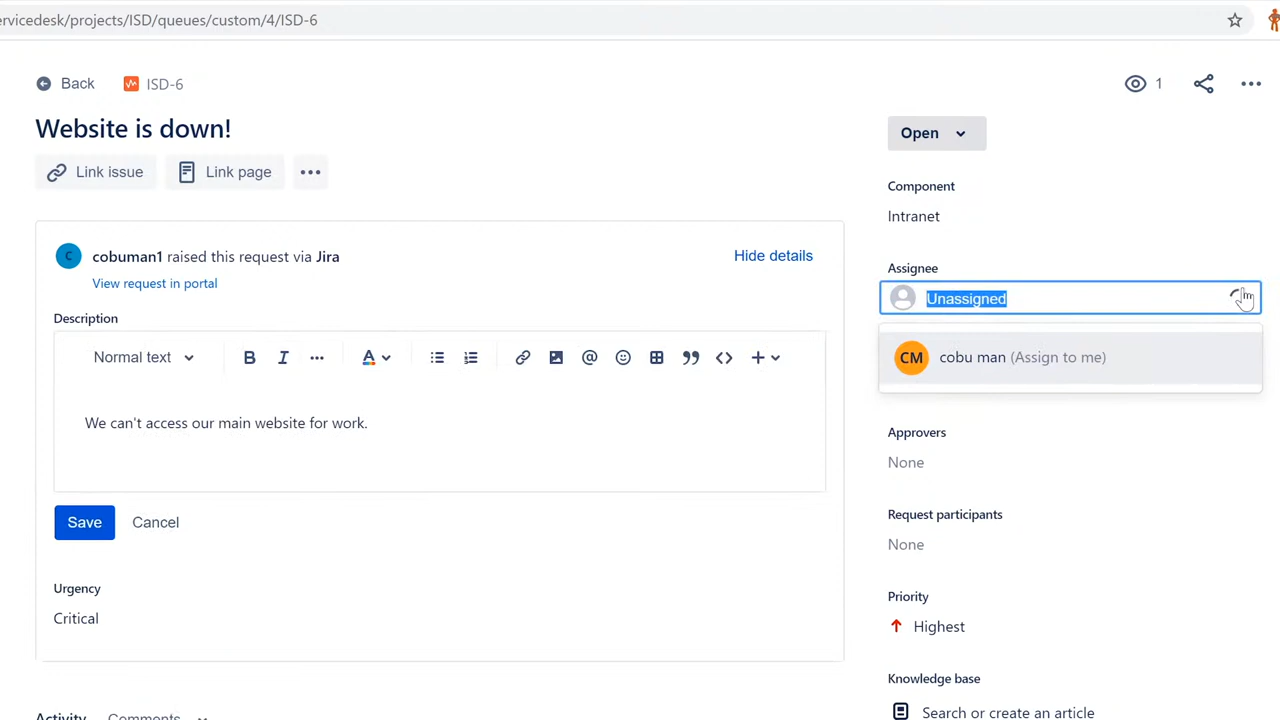 ervicedesk/projects/ISD/queues/custom/4/ISD-6
Back
ISD-6
1
Website is down!
Open
Link issue
Link page
Component
Intranet
C
cobuman1 raised this request via Jira
Hide details
View request in portal
Assignee
Unassigned
Description
Normal text
B
I
A
CM
cobu man (Assign to me)
We can't access our main website for work.
Approvers
None
Save
Cancel
Request participants
None
Urgency
Critical
Priority
Highest
Knowledge base
Search or create an article
Activity
Comments